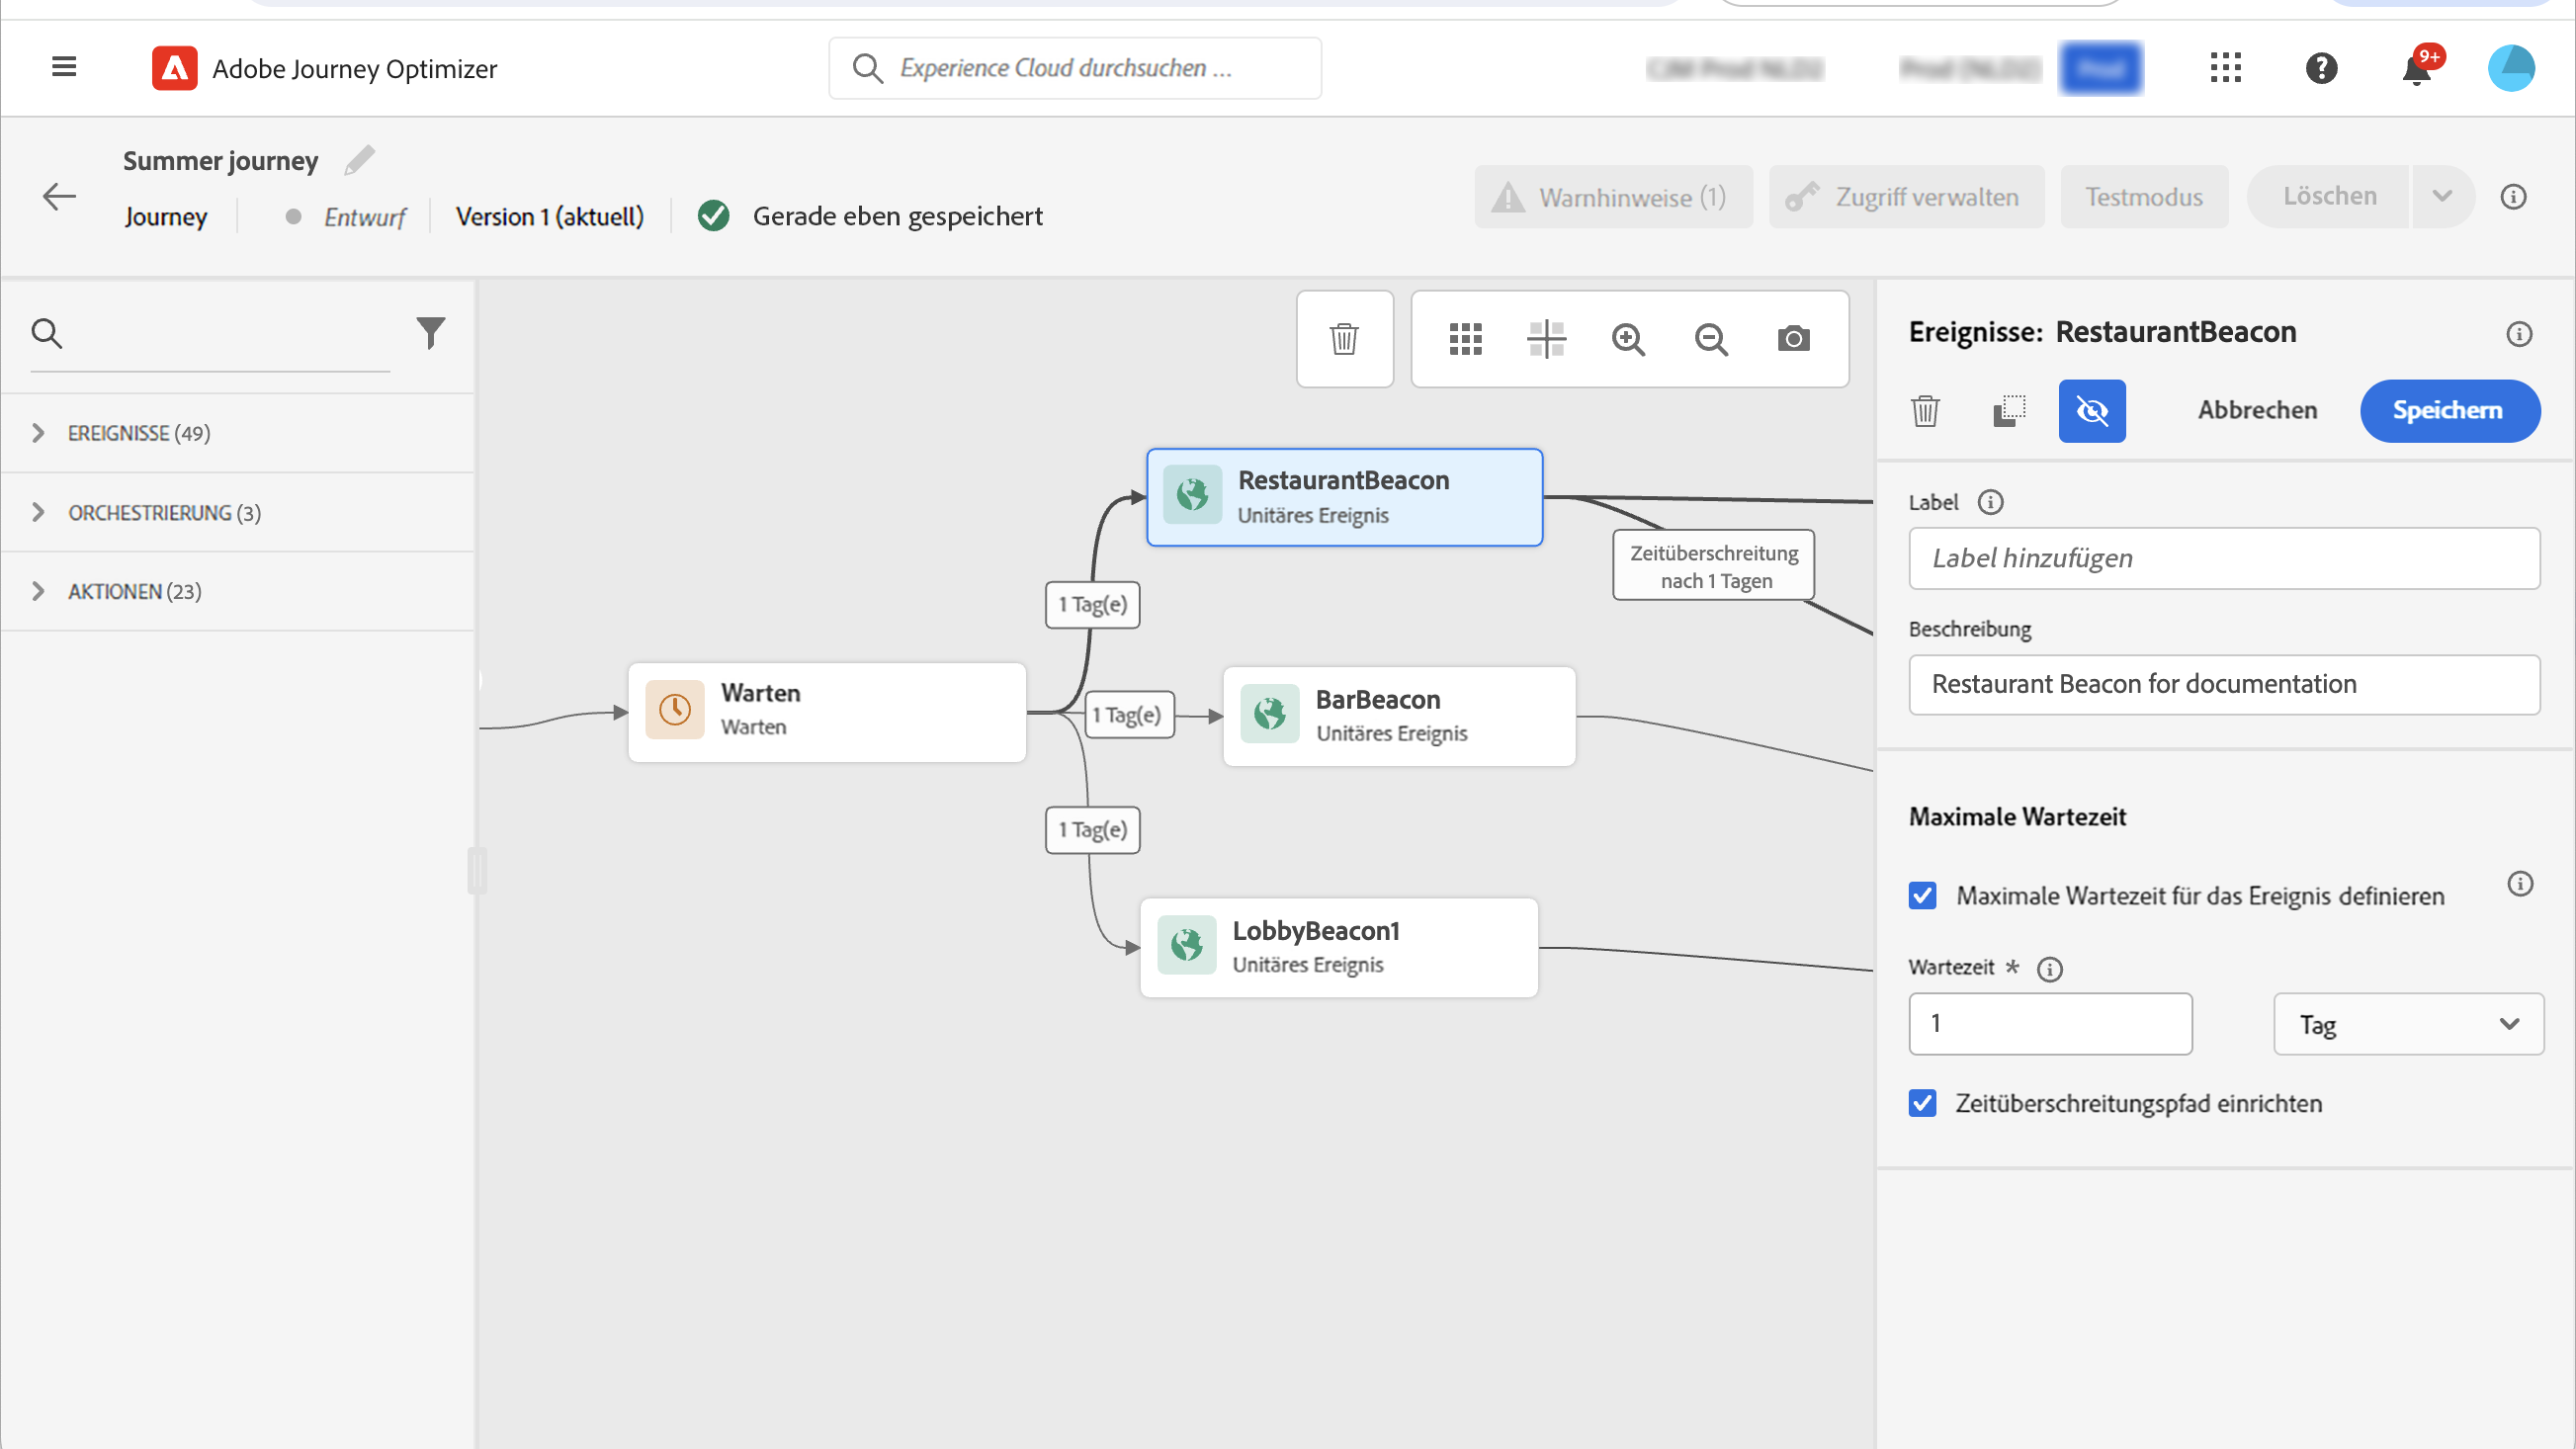 Adobe Journey Optimizer
Experience Cloud durchsuchen ...
9+
Summer journey
Journey
Entwurf
Version 1 (aktuell)
Gerade eben gespeichert
Warnhinweise (1)
Zugriff verwalten
Testmodus
Löschen
EREIGNISSE (49)
ORCHESTRIERUNG (3)
AKTIONEN (23)
RestaurantBeacon
Unitäres Ereignis
Zeitüberschreitung
nach 1 Tagen
1 Tag(e)
Warten
Warten
1 Tag(e)
BarBeacon
Unitäres Ereignis
1 Tag(e)
LobbyBeacon1
Unitäres Ereignis
Ereignisse: RestaurantBeacon
Abbrechen
Speichern
Label
Label hinzufügen
Beschreibung
Restaurant Beacon for documentation
Maximale Wartezeit
Maximale Wartezeit für das Ereignis definieren
Wartezeit *
1
Tag
Zeitüberschreitungspfad einrichten